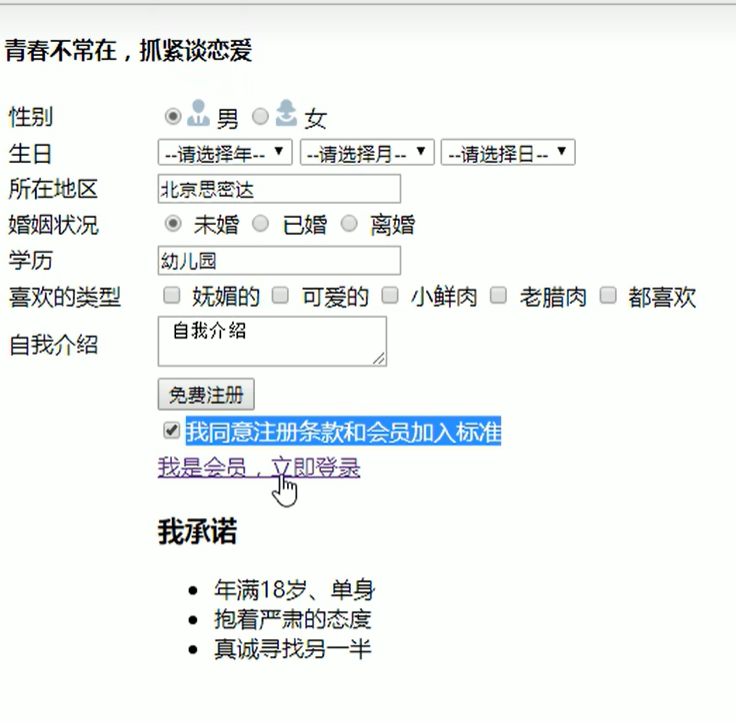 青春不常在，抓紧谈恋爱
性别 男 女
生日 --请选择年-- --请选择月-- --请选择日--
所在地区 北京思密达
婚姻状况 未婚 已婚 离婚
学历 幼儿园
喜欢的类型 妩媚的 可爱的 小鲜肉 老腊肉 都喜欢
自我介绍 自我介绍
免费注册
我同意注册条款和会员加入标准
我是会员，立即登录
我承诺
年满18岁、单身
抱着严肃的态度
真诚寻找另一半